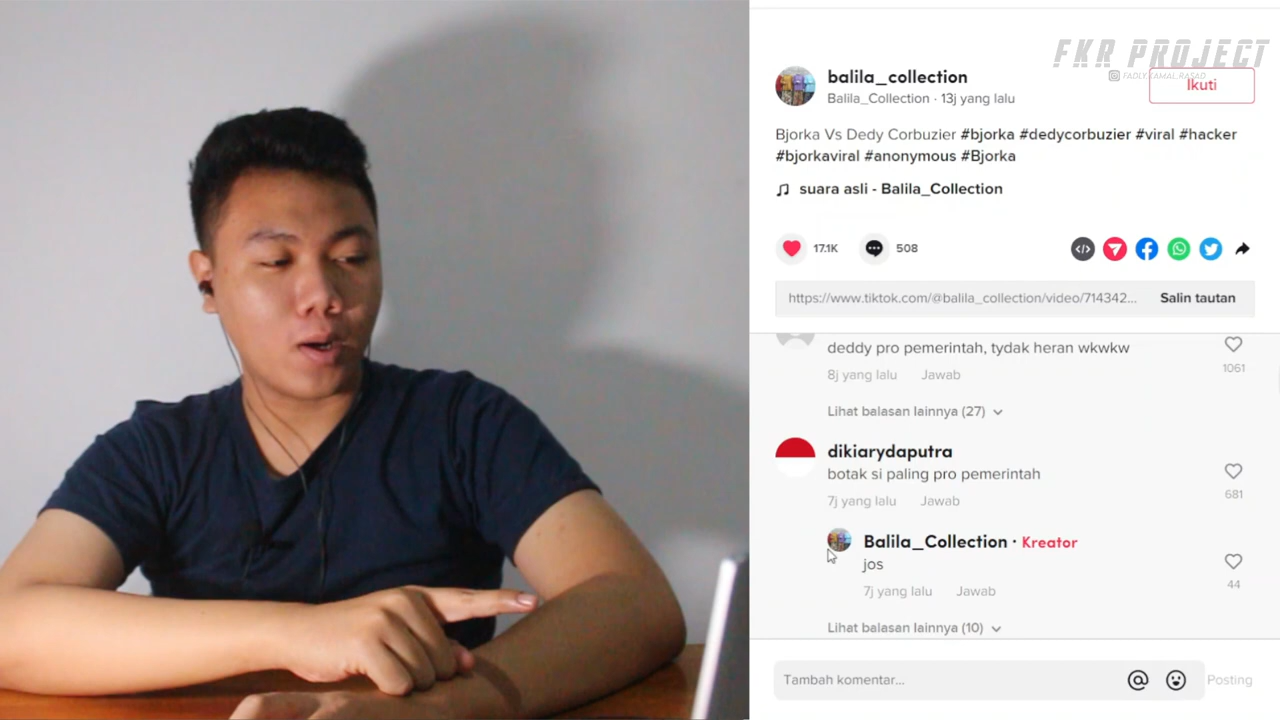 FKR PROJECT
FADLY.KAMAL.RASAD
balila_collection
Balila_Collection · 13j yang lalu
Ikuti
Bjorka Vs Dedy Corbuzier #bjorka #dedycorbuzier #viral #hacker
#bjorkaviral #anonymous #Bjorka
suara asli - Balila_Collection
17.1K
508
https://www.tiktok.com/@balila_collection/video/714342...
Salin tautan
deddy pro pemerintah, tydak heran wkwkw
8j yang lalu Jawab
1061
Lihat balasan lainnya (27)
dikiarydaputra
botak si paling pro pemerintah
7j yang lalu Jawab
681
Balila_Collection · Kreator
jos
7j yang lalu Jawab
44
Lihat balasan lainnya (10)
Tambah komentar...
Posting